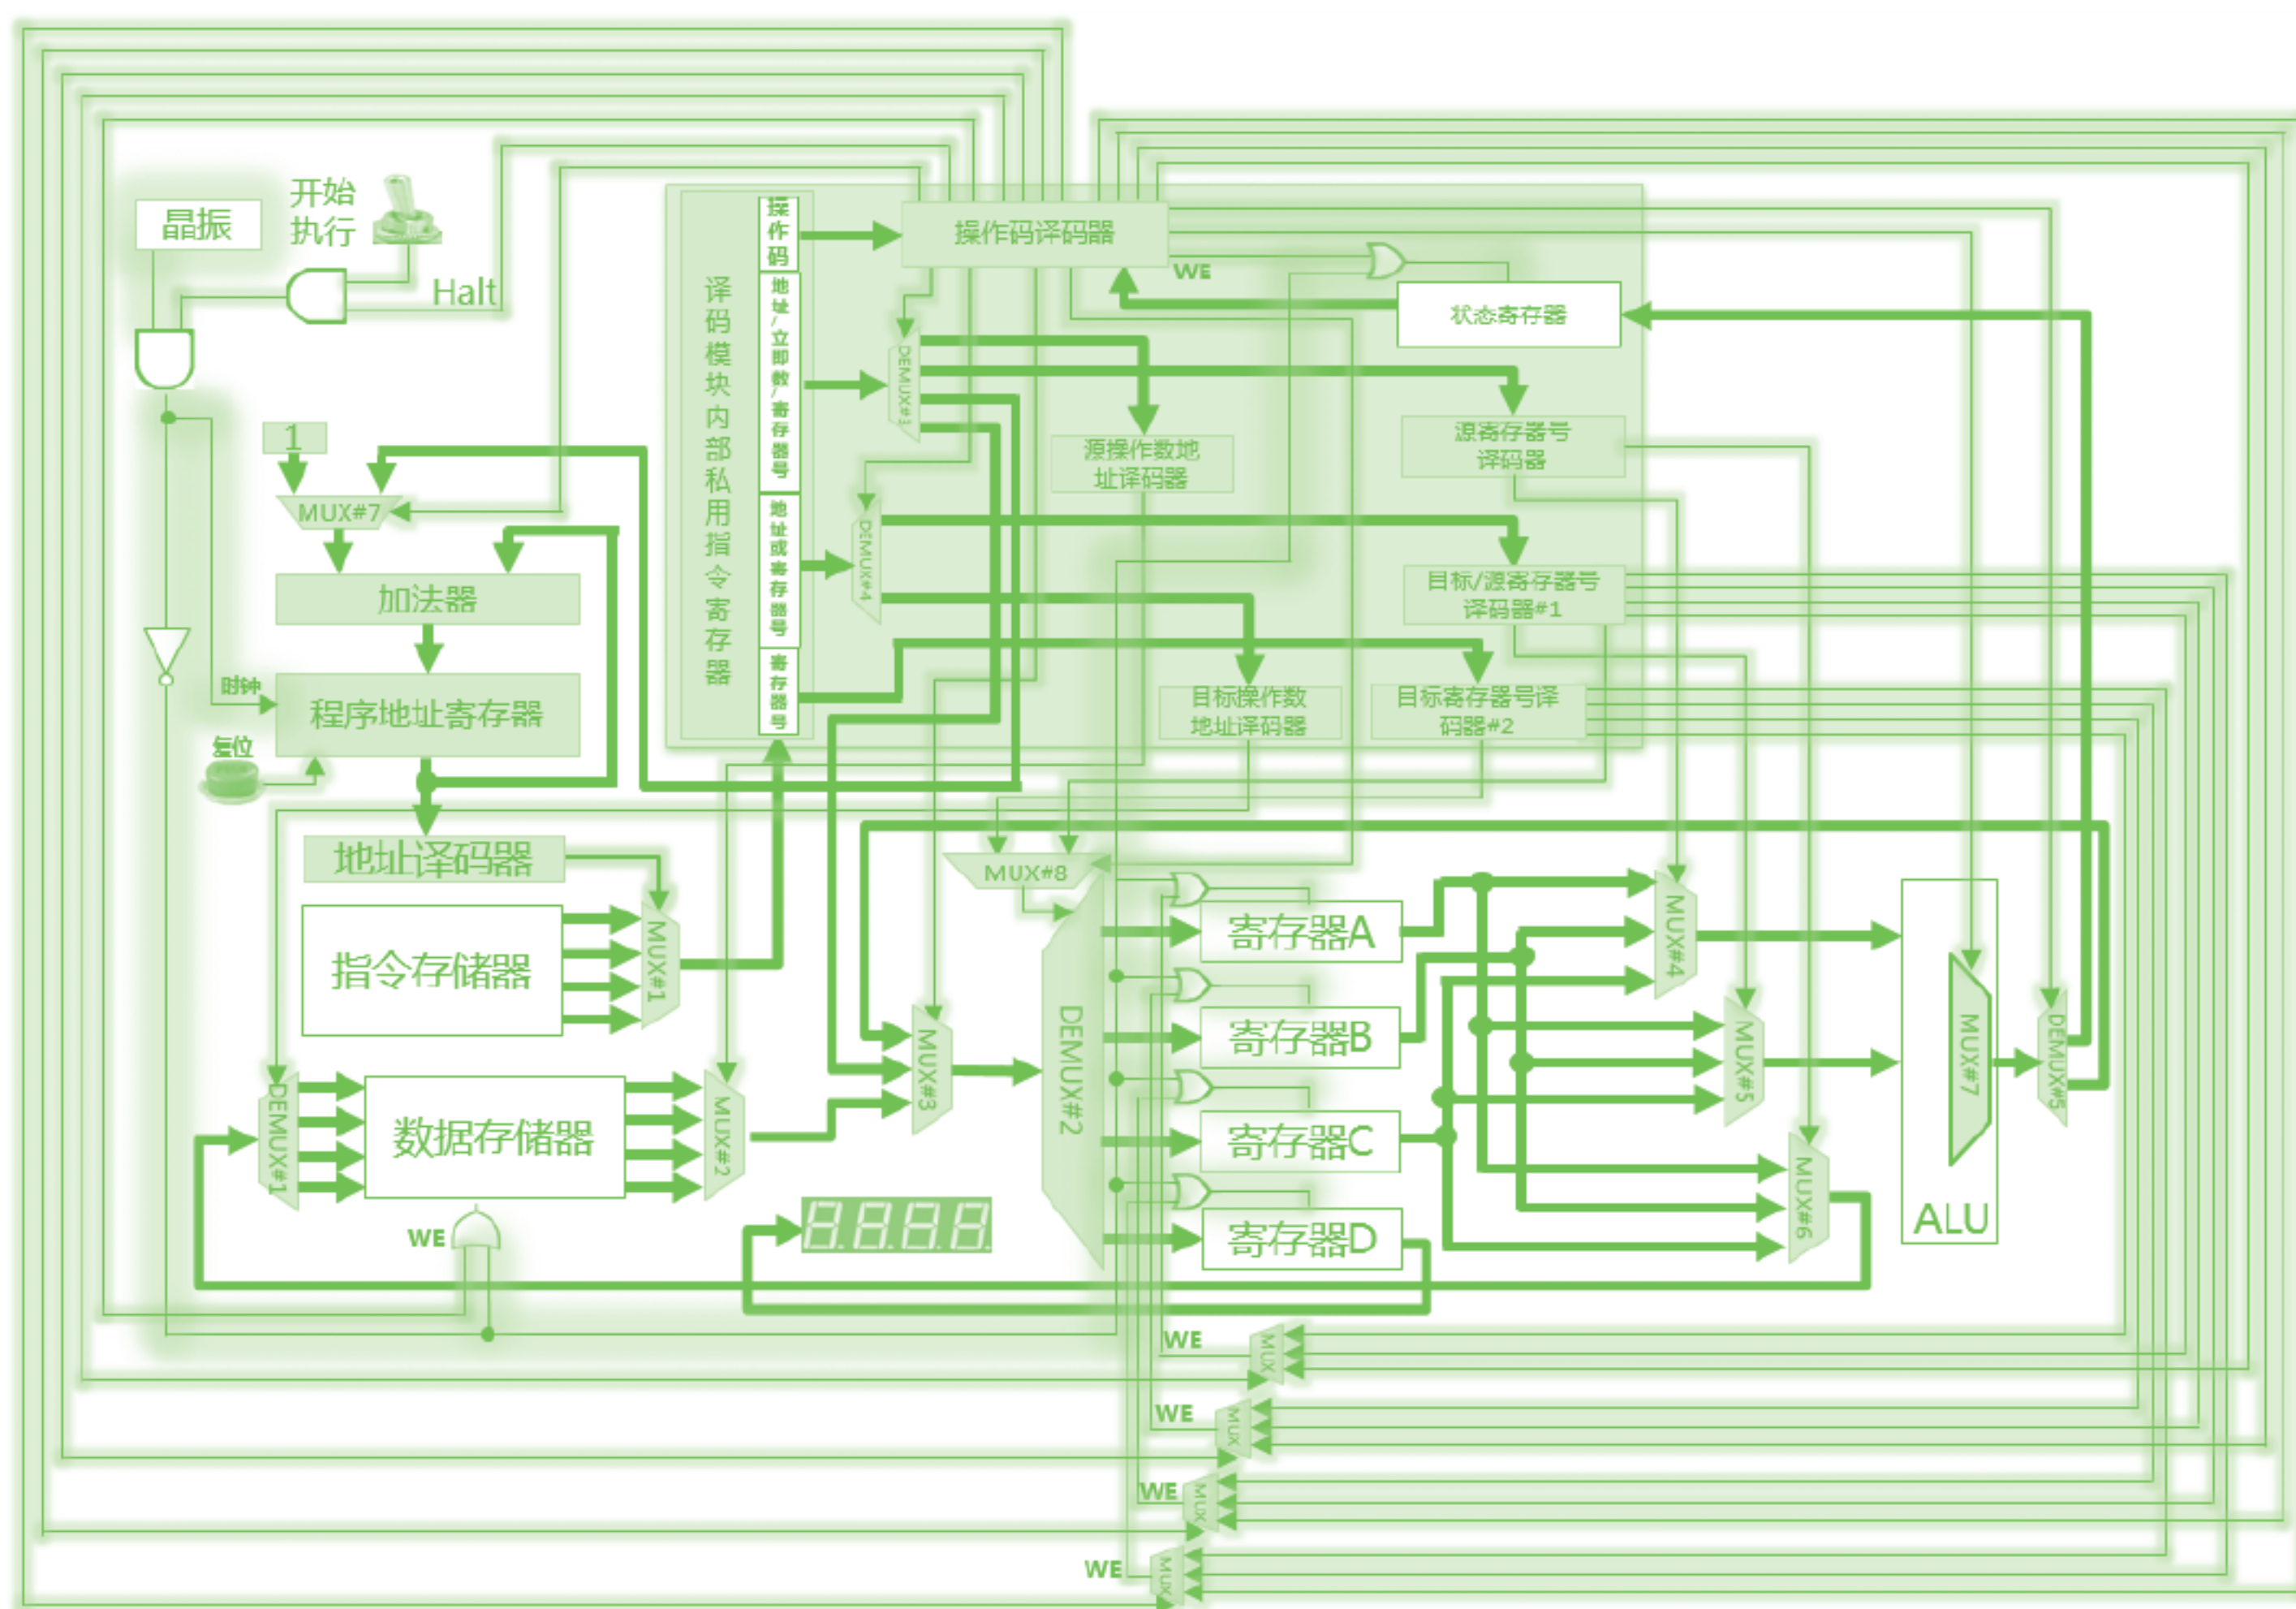 晶振
开始
执行
Halt
1
MUX#7
加法器
时钟
程序地址寄存器
复位
地址译码器
指令存储器
MUX#1
DEMUX#1
数据存储器
MUX#2
WE
译码模块内部私用指令寄存器
操作码
地址/立即数/寄存器号
地址或寄存器号
寄存器号
操作码译码器
WE
状态寄存器
DEMUX#3
DEMUX#4
源操作数地
址译码器
源寄存器号
译码器
目标/源寄存器号
译码器#1
目标操作数
地址译码器
目标寄存器号译
码器#2
MUX#8
MUX#3
DEMUX#2
寄存器A
寄存器B
寄存器C
寄存器D
8.8.8.8.
MUX#4
MUX#5
MUX#6
MUX#7
ALU
DEMUX#5
WE
MUX
WE
MUX
WE
MUX
WE
MUX